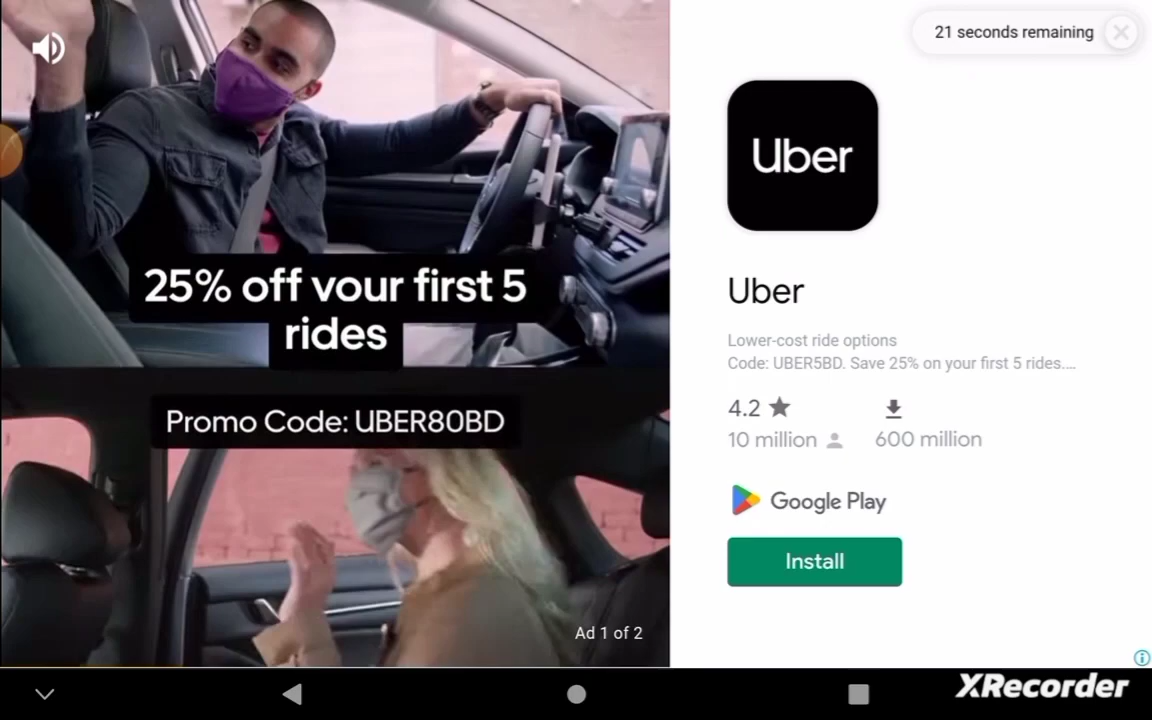 21 seconds remaining
Uber
25% off your first 5
rides
Uber
Lower-cost ride options
Code: UBER5BD. Save 25% on your first 5 rides....
Promo Code: UBER80BD
4.2
10 million
600 million
Google Play
Install
Ad 1 of 2
XRecorder